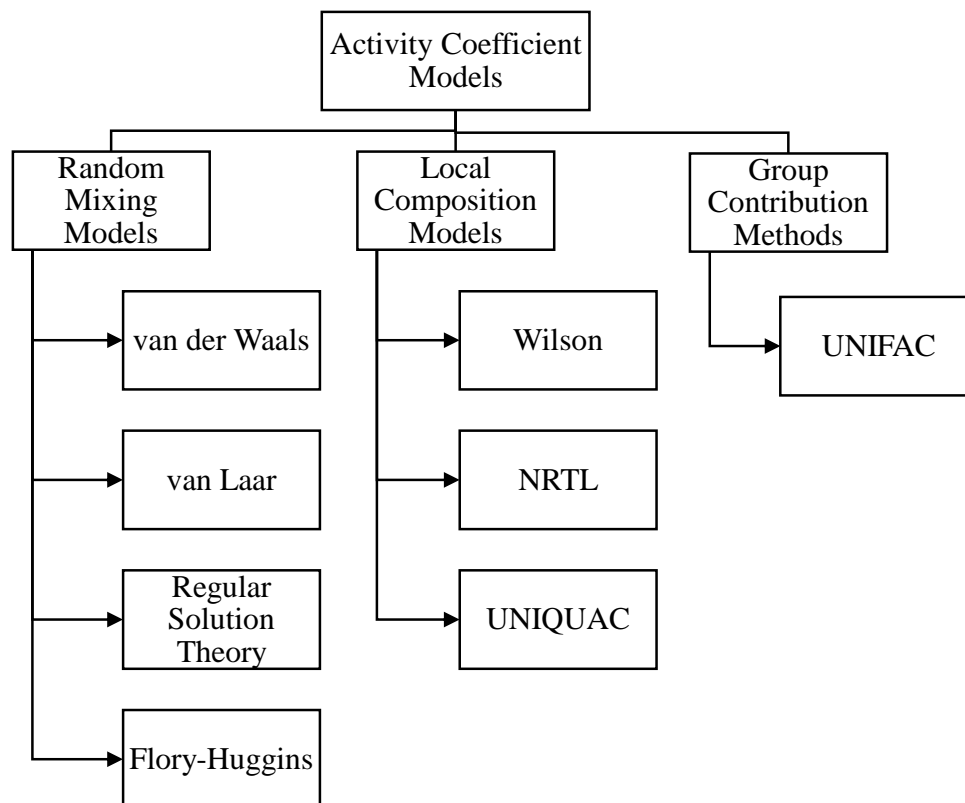 Activity Coefficient
Models
Random
Mixing
Models
Local
Composition
Models
Group
Contribution
Methods
van der Waals
Wilson
UNIFAC
van Laar
NRTL
Regular
Solution
Theory
UNIQUAC
Flory-Huggins